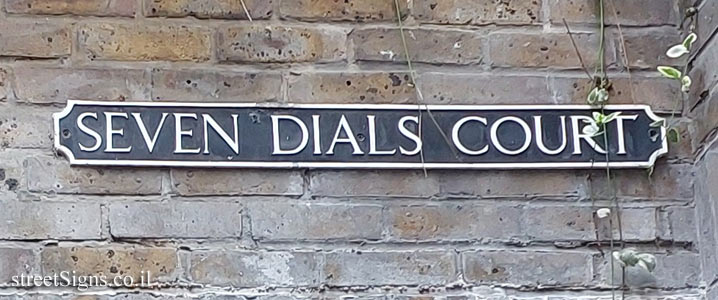 SEVEN DIALS COURT
streetSigns.co.il